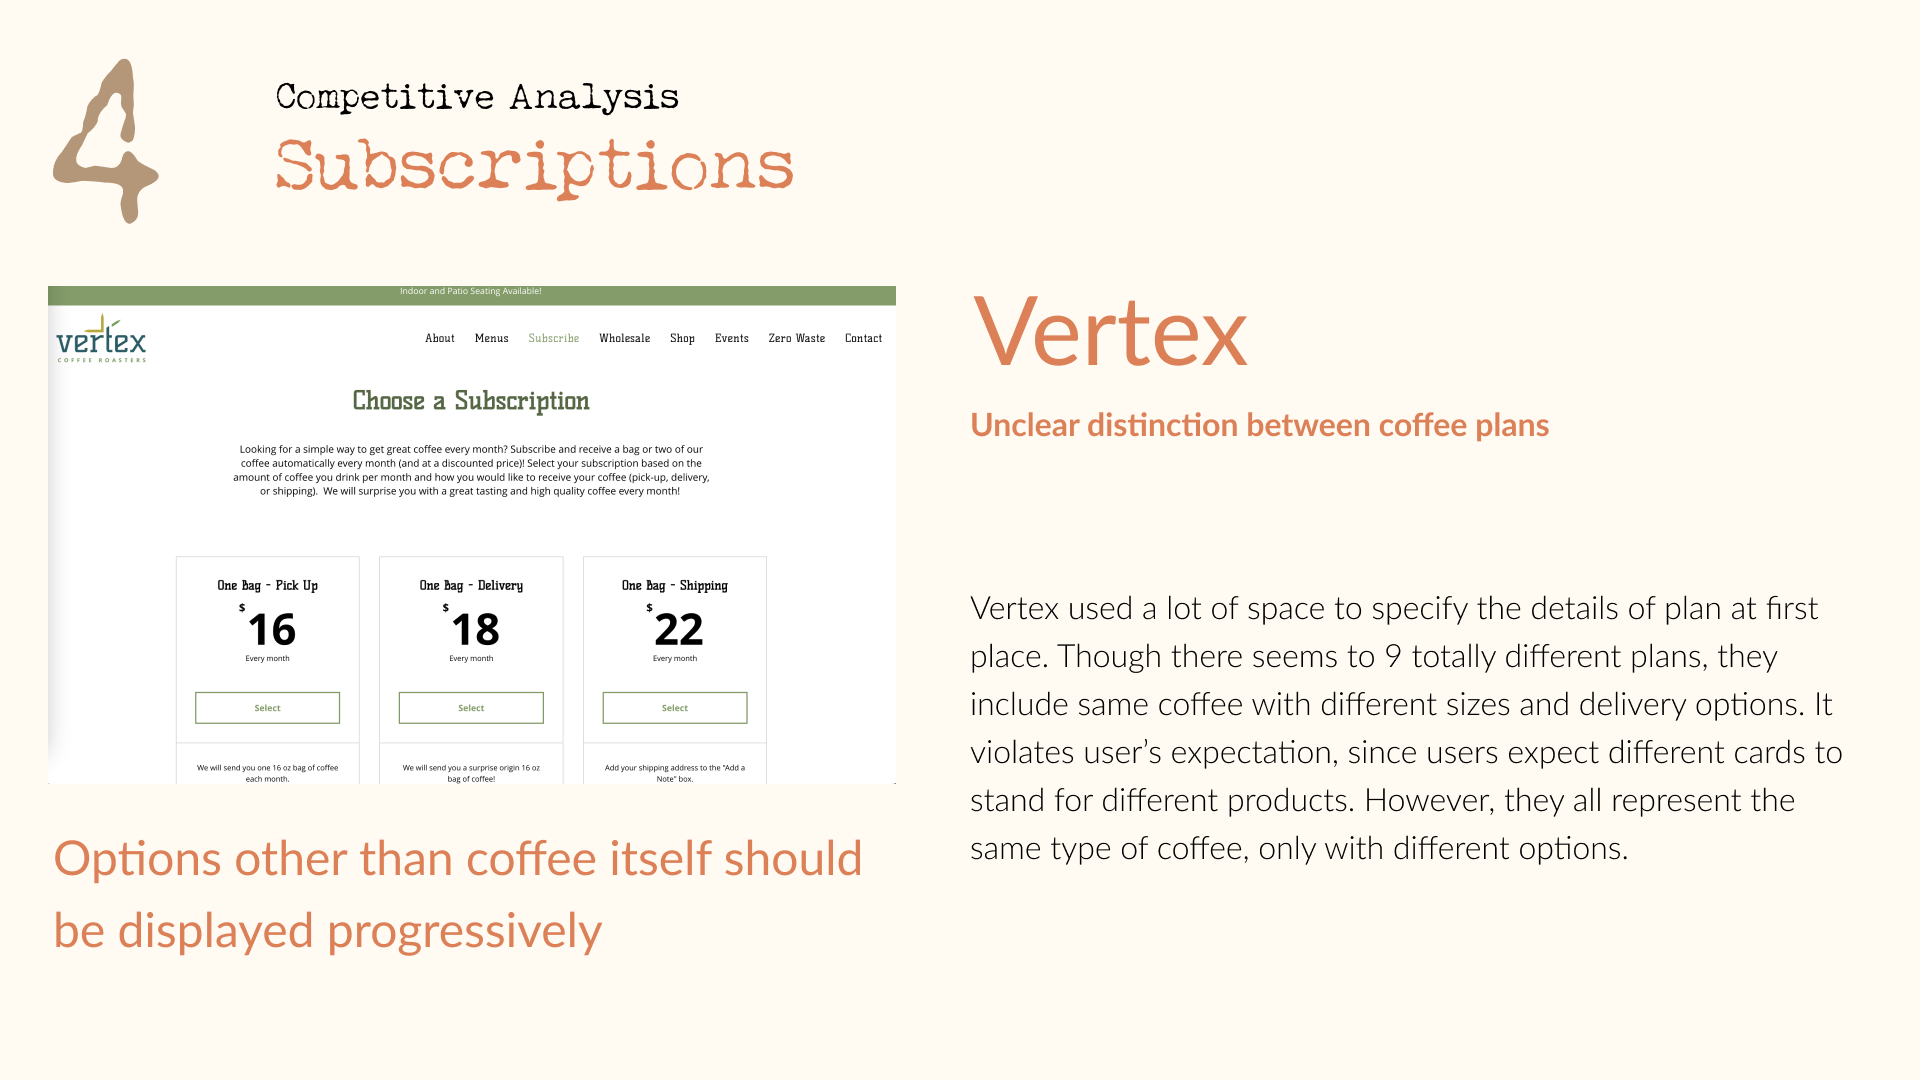 4
Competitive Analysis
Subscriptions
Indoor and Patio Seating Available!
vertex
COFFEE ROASTERS
About Menus Subscribe Wholesale Shop Events Zero Waste Contact
Choose a Subscription
Looking for a simple way to get great coffee every month? Subscribe and receive a bag or two of our
coffee automatically every month (and at a discounted price)! Select your subscription based on the
amount of coffee you drink per month and how you would like to receive your coffee (pick-up, delivery,
or shipping). We will surprise you with a great tasting and high quality coffee every month!
One Bag - Pick Up
$16
Every month
Select
We will send you one 16 oz bag of coffee
each month.
One Bag - Delivery
$18
Every month
Select
We will send you a surprise origin 16 oz
bag of coffee!
One Bag - Shipping
$22
Every month
Select
Add your shipping address to the "Add a
Note" box.
Options other than coffee itself should
be displayed progressively
Vertex
Unclear distinction between coffee plans
Vertex used a lot of space to specify the details of plan at first
place. Though there seems to 9 totally different plans, they
include same coffee with different sizes and delivery options. It
violates user’s expectation, since users expect different cards to
stand for different products. However, they all represent the
same type of coffee, only with different options.